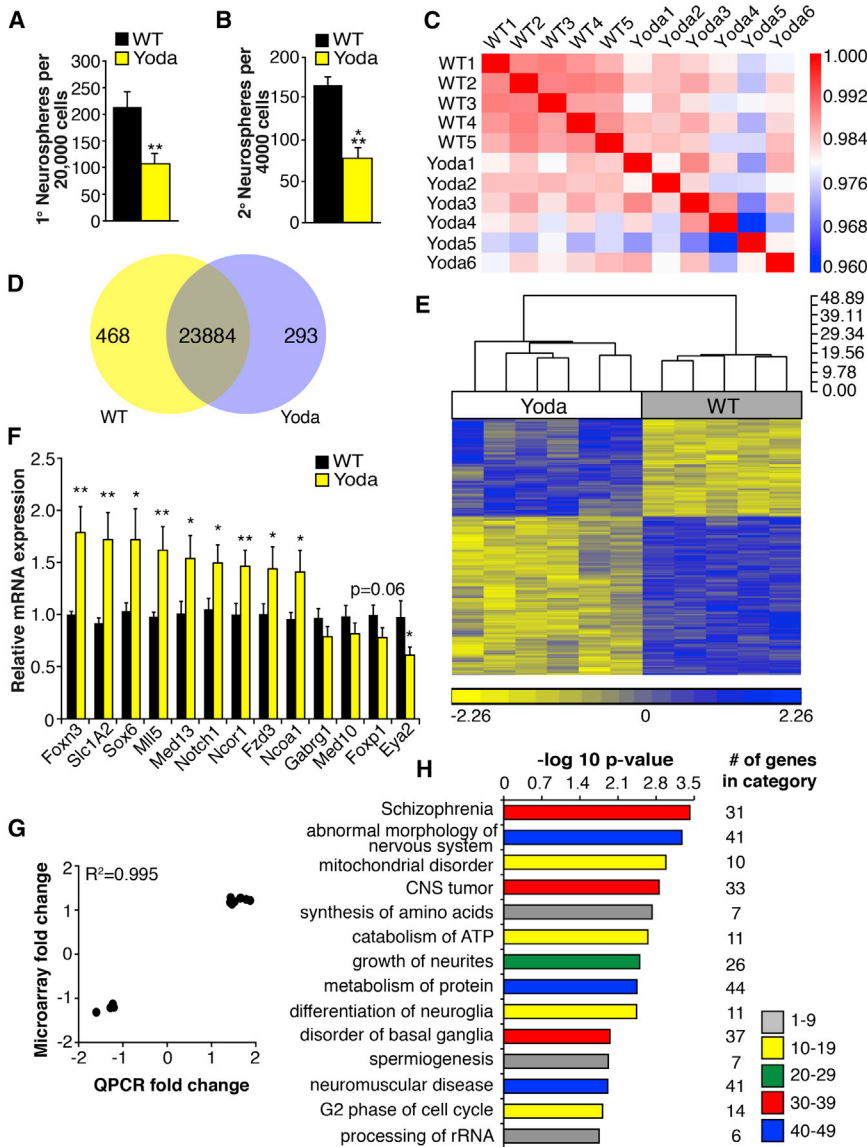 A
WT
Yoda
1° Neurospheres per
20,000 cells
300
250
200
150
100
50
0
**
B
WT
Yoda
2° Neurospheres per
4000 cells
200
150
100
50
0
*
**
C
WT1 WT2 WT3 WT4 WT5 Yoda1 Yoda2 Yoda3 Yoda4 Yoda5 Yoda6
WT1
WT2
WT3
WT4
WT5
Yoda1
Yoda2
Yoda3
Yoda4
Yoda5
Yoda6
1.000
0.992
0.984
0.976
0.968
0.960
D
468 23884 293
WT Yoda
E
48.89
39.11
29.34
19.56
9.78
0.00
Yoda WT
-2.26 0 2.26
F
WT
Yoda
Relative mRNA expression
2.5
2.0
1.5
1.0
0.5
0
** ** * ** * * ** * * p=0.06 *
Foxn3 Slc1A2 Sox6 Mll5 Med13 Notch1 Ncor1 Fzd3 Ncoa1 Gabrg1 Med10 Foxp1 Eya2
G
R²=0.995
Microarray fold change
2
1
0
-1
-2
-2 -1 0 1 2
QPCR fold change
H
-log 10 p-value
# of genes
in category
0 0.7 1.4 2.1 2.8 3.5
Schizophrenia 31
abnormal morphology of
nervous system 41
mitochondrial disorder 10
CNS tumor 33
synthesis of amino acids 7
catabolism of ATP 11
growth of neurites 26
metabolism of protein 44
differentiation of neuroglia 11
disorder of basal ganglia 37
spermiogenesis 7
neuromuscular disease 41
G2 phase of cell cycle 14
processing of rRNA 6
1-9
10-19
20-29
30-39
40-49